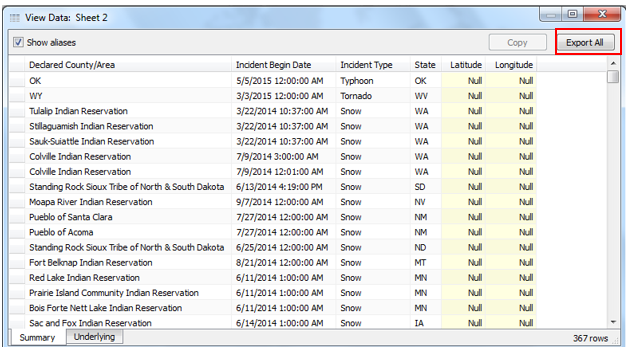 View Data: Sheet 2
Show aliases Copy Export All
Declared County/Area Incident Begin Date Incident Type State Latitude Longitude
OK 5/5/2015 12:00:00 AM Typhoon OK Null Null
WY 3/3/2015 12:00:00 AM Tornado WV Null Null
Tulalip Indian Reservation 3/22/2014 10:37:00 AM Snow WA Null Null
Stillaguamish Indian Reservation 3/22/2014 10:37:00 AM Snow WA Null Null
Sauk-Suiattle Indian Reservation 3/22/2014 10:37:00 AM Snow WA Null Null
Colville Indian Reservation 7/9/2014 3:00:00 AM Snow WA Null Null
Colville Indian Reservation 7/9/2014 12:01:00 AM Snow WA Null Null
Standing Rock Sioux Tribe of North & South Dakota 6/13/2014 4:19:00 PM Snow SD Null Null
Moapa River Indian Reservation 9/7/2014 12:00:00 AM Snow NV Null Null
Pueblo of Santa Clara 7/27/2014 12:00:00 AM Snow NM Null Null
Pueblo of Acoma 7/27/2014 12:00:00 AM Snow NM Null Null
Standing Rock Sioux Tribe of North & South Dakota 6/25/2014 12:00:00 AM Snow ND Null Null
Fort Belknap Indian Reservation 8/21/2014 12:00:00 AM Snow MT Null Null
Red Lake Indian Reservation 6/11/2014 1:00:00 AM Snow MN Null Null
Prairie Island Community Indian Reservation 6/11/2014 1:00:00 AM Snow MN Null Null
Bois Forte Nett Lake Indian Reservation 6/11/2014 1:00:00 AM Snow MN Null Null
Sac and Fox Indian Reservation 6/14/2014 1:00:00 AM Snow IA Null Null
Summary Underlying 367 rows